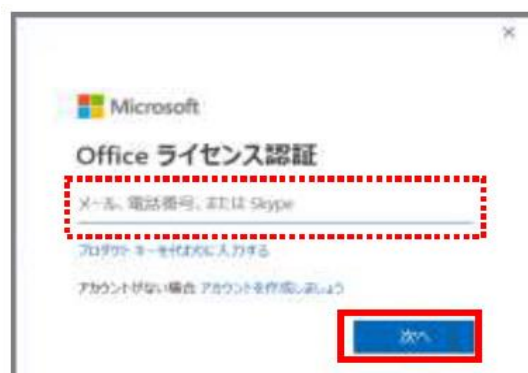 Microsoft
Office ライセンス認証
メール、電話番号、または Skype
プロダクト キーを代わりに入力する
アカウントがない場合 アカウントを作成しましょう
次へ